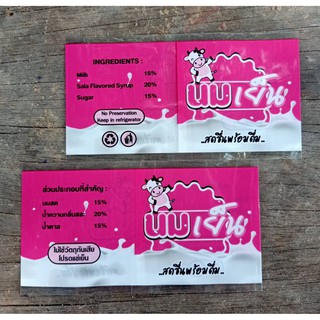 INGREDIENTS :
Milk 15%
Sala Flavored Syrup 20%
Sugar 15%
No Preservation
Keep in refrigerator
นมเย็น
..สดชื่นพร้อมดื่ม..
ส่วนประกอบที่สำคัญ :
นมสด 15%
น้ำหวานกลิ่นสละ 20%
น้ำตาล 15%
ไม่ใช้วัตถุกันเสีย
โปรดแช่เย็น
นมเย็น
..สดชื่นพร้อมดื่ม..